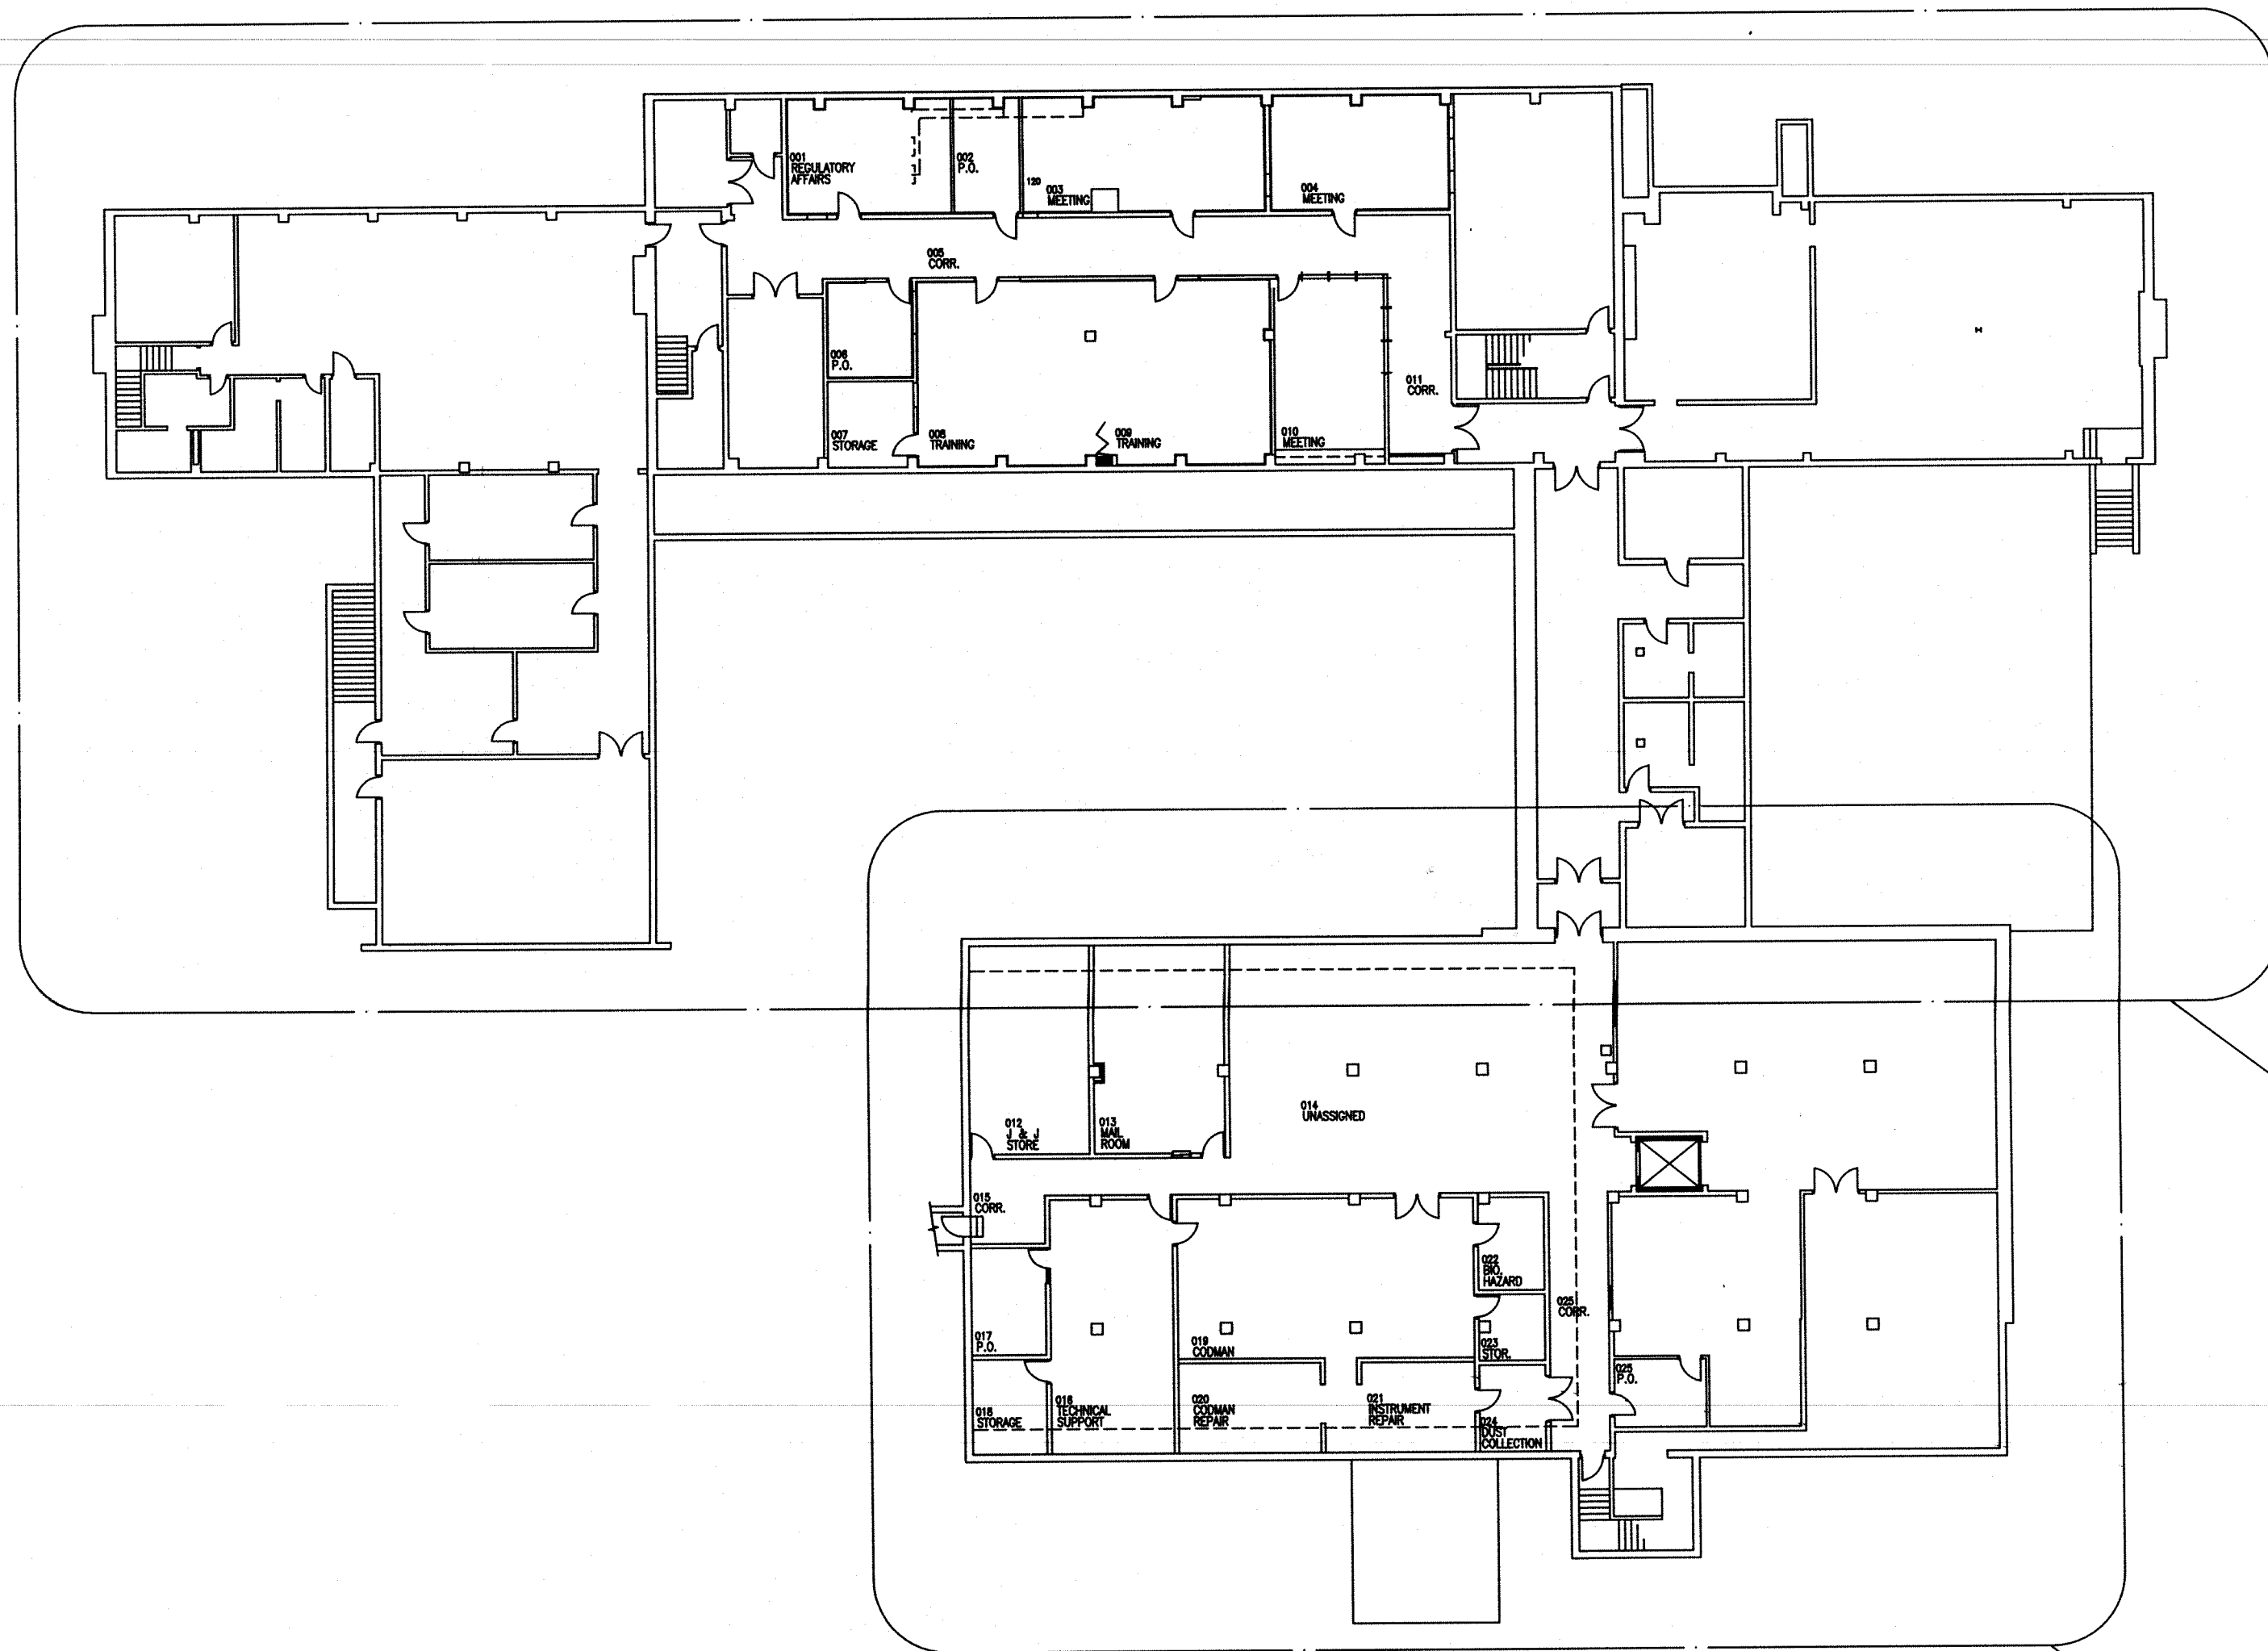 001
REGULATORY
AFFAIRS
002
P.O.
120
003
MEETING
004
MEETING
005
CORR.
006
P.O.
007
STORAGE
008
TRAINING
009
TRAINING
010
MEETING
011
CORR.
012
J & J
STORE
013
MAIL
ROOM
014
UNASSIGNED
015
CORR.
016
TECHNICAL
SUPPORT
017
P.O.
018
STORAGE
019
CODMAN
020
CODMAN
REPAIR
021
INSTRUMENT
REPAIR
022
BIO.
HAZARD
023
STOR.
024
DUST
COLLECTION
025
CORR.
025
P.O.